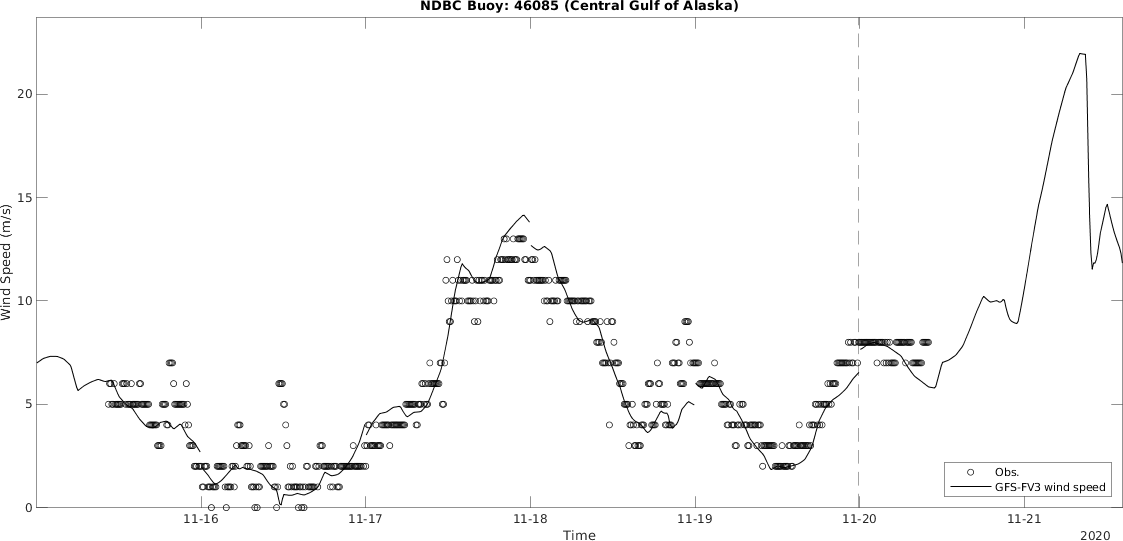 NDBC Buoy: 46085 (Central Gulf of Alaska)
Wind Speed (m/s)
20
15
10
5
0
11-16 11-17 11-18 11-19 11-20 11-21
Time
2020
Obs.
GFS-FV3 wind speed